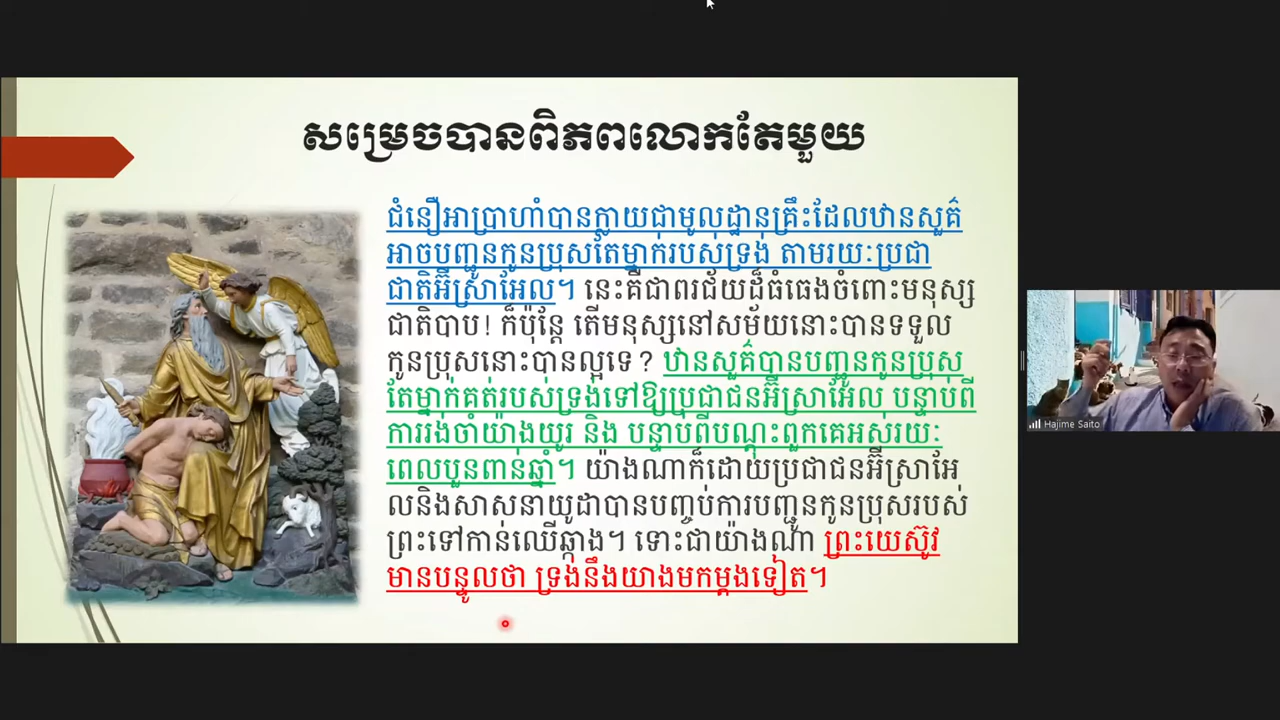 សម្រេចបានពិភពលោកតែមួយ
ជំនឿអាប្រាហាំបានក្លាយជាមូលដ្ឋានគ្រឹះដែលឋានសួគ៌
អាចបញ្ជូនកូនប្រុសតែម្នាក់របស់ទ្រង់ តាមរយៈប្រជា
ជាតិអ៊ីស្រាអែល។ នេះគឺជាពរជ័យដ៏ធំធេងចំពោះមនុស្ស
ជាតិបាប! ក៏ប៉ុន្តែ តើមនុស្សនៅសម័យនោះបានទទួល
កូនប្រុសនោះបានល្អទេ? ឋានសួគ៌បានបញ្ជូនកូនប្រុស
តែម្នាក់គត់របស់ទ្រង់ទៅឱ្យប្រជាជនអ៊ីស្រាអ៊ែល បន្ទាប់ពី
ការរង់ចាំយ៉ាងយូរ និង បន្ទាប់ពីបណ្តុះពួកគេអស់រយៈ
ពេលបួនពាន់ឆ្នាំ។ យ៉ាងណាក៏ដោយប្រជាជនអ៊ីស្រាអែ
លនិងសាសនាយូដាបានបញ្ចប់ការបញ្ជូនកូនប្រុសរបស់
ព្រះទៅកាន់ឈើឆ្កាង។ ទោះជាយ៉ាងណា ព្រះយេស៊ូវ
មានបន្ទូលថា ទ្រង់នឹងយាងមកម្តងទៀត។
Hajime Saito